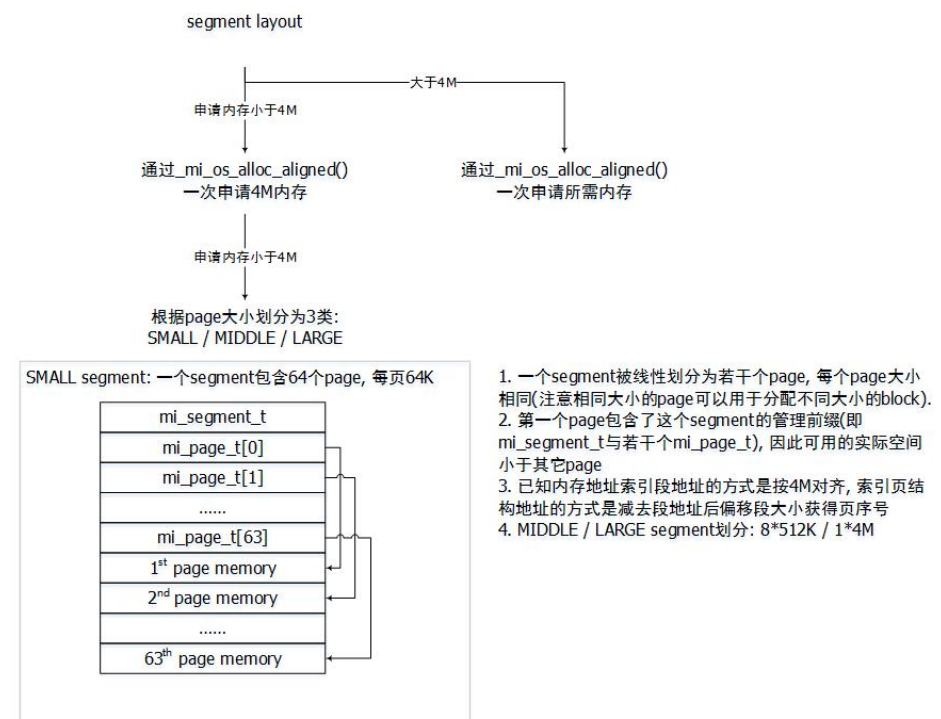 segment layout
大于4M
申请内存小于4M
通过_mi_os_alloc_aligned()
一次申请4M内存
通过_mi_os_alloc_aligned()
一次申请所需内存
申请内存小于4M
根据page大小划分为3类:
SMALL / MIDDLE / LARGE
SMALL segment: 一个segment包含64个page, 每页64K
mi_segment_t
mi_page_t[0]
mi_page_t[1]
......
mi_page_t[63]
1st page memory
2nd page memory
......
63th page memory
1. 一个segment被线性划分为若干个page, 每个page大小
相同(注意相同大小的page可以用于分配不同大小的block).
2. 第一个page包含了这个segment的管理前缀(即
mi_segment_t与若干个mi_page_t), 因此可用的实际空间
小于其它page
3. 已知内存地址索引段地址的方式是按4M对齐, 索引页结
构地址的方式是减去段地址后偏移段大小获得页序号
4. MIDDLE / LARGE segment划分: 8*512K / 1*4M